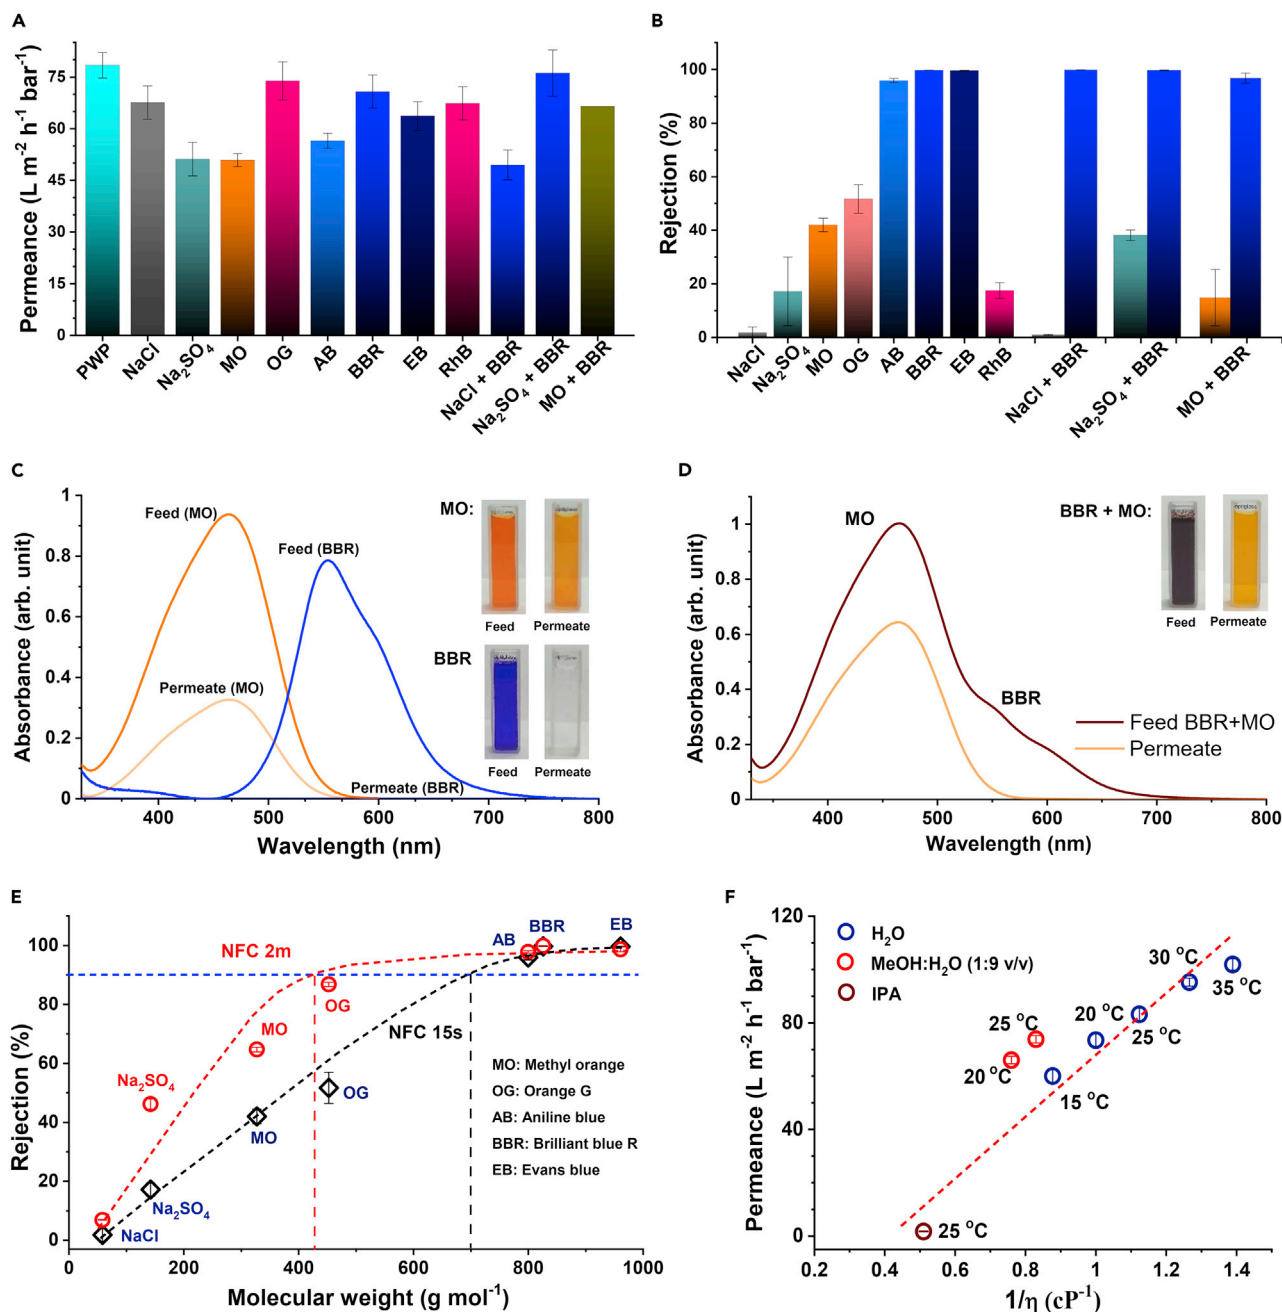 A
Permeance (L m⁻² h⁻¹ bar⁻¹)
75
60
45
30
15
0
PWP
NaCl
Na₂SO₄
MO
OG
AB
BBR
EB
RhB
NaCl + BBR
Na₂SO₄ + BBR
MO + BBR
B
Rejection (%)
100
80
60
40
20
0
NaCl
Na₂SO₄
MO
OG
AB
BBR
EB
RhB
NaCl + BBR
Na₂SO₄ + BBR
MO + BBR
C
Absorbance (arb. unit)
1
0.8
0.6
0.4
0.2
0
Feed (MO)
Feed (BBR)
Permeate (MO)
Permeate (BBR)
MO:
Feed
Permeate
BBR
Feed
Permeate
400
500
600
700
800
Wavelength (nm)
D
Absorbance (arb. unit)
1
0.8
0.6
0.4
0.2
0
MO
BBR
BBR + MO:
Feed
Permeate
Feed BBR+MO
Permeate
400
500
600
700
800
Wavelength (nm)
E
Rejection (%)
100
80
60
40
20
0
NFC 2m
NFC 15s
AB
BBR
EB
OG
MO
Na₂SO₄
OG
MO
Na₂SO₄
NaCl
MO: Methyl orange
OG: Orange G
AB: Aniline blue
BBR: Brilliant blue R
EB: Evans blue
0
200
400
600
800
1000
Molecular weight (g mol⁻¹)
F
Permeance (L m⁻² h⁻¹ bar⁻¹)
120
80
40
0
H₂O
MeOH:H₂O (1:9 v/v)
IPA
30 °C
35 °C
20 °C
25 °C
25 °C
20 °C
15 °C
25 °C
0.2
0.4
0.6
0.8
1
1.2
1.4
1/η (cP⁻¹)